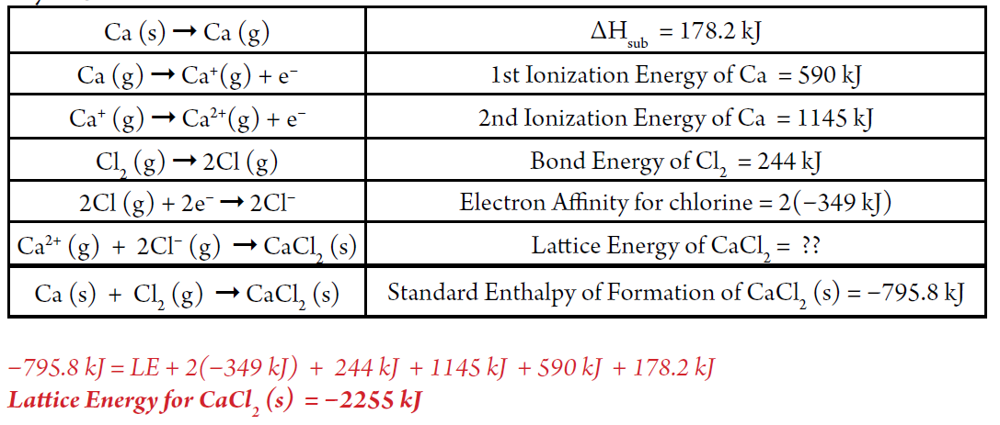 Ca (s) → Ca (g) ΔH_sub = 178.2 kJ
Ca (g) → Ca⁺(g) + e⁻ 1st Ionization Energy of Ca = 590 kJ
Ca⁺ (g) → Ca²⁺(g) + e⁻ 2nd Ionization Energy of Ca = 1145 kJ
Cl₂ (g) → 2Cl (g) Bond Energy of Cl₂ = 244 kJ
2Cl (g) + 2e⁻ → 2Cl⁻ Electron Affinity for chlorine = 2(−349 kJ)
Ca²⁺ (g) + 2Cl⁻ (g) → CaCl₂ (s) Lattice Energy of CaCl₂ = ??
Ca (s) + Cl₂ (g) → CaCl₂ (s) Standard Enthalpy of Formation of CaCl₂ (s) = −795.8 kJ
−795.8 kJ = LE + 2(−349 kJ) + 244 kJ + 1145 kJ + 590 kJ + 178.2 kJ
Lattice Energy for CaCl₂ (s) = −2255 kJ